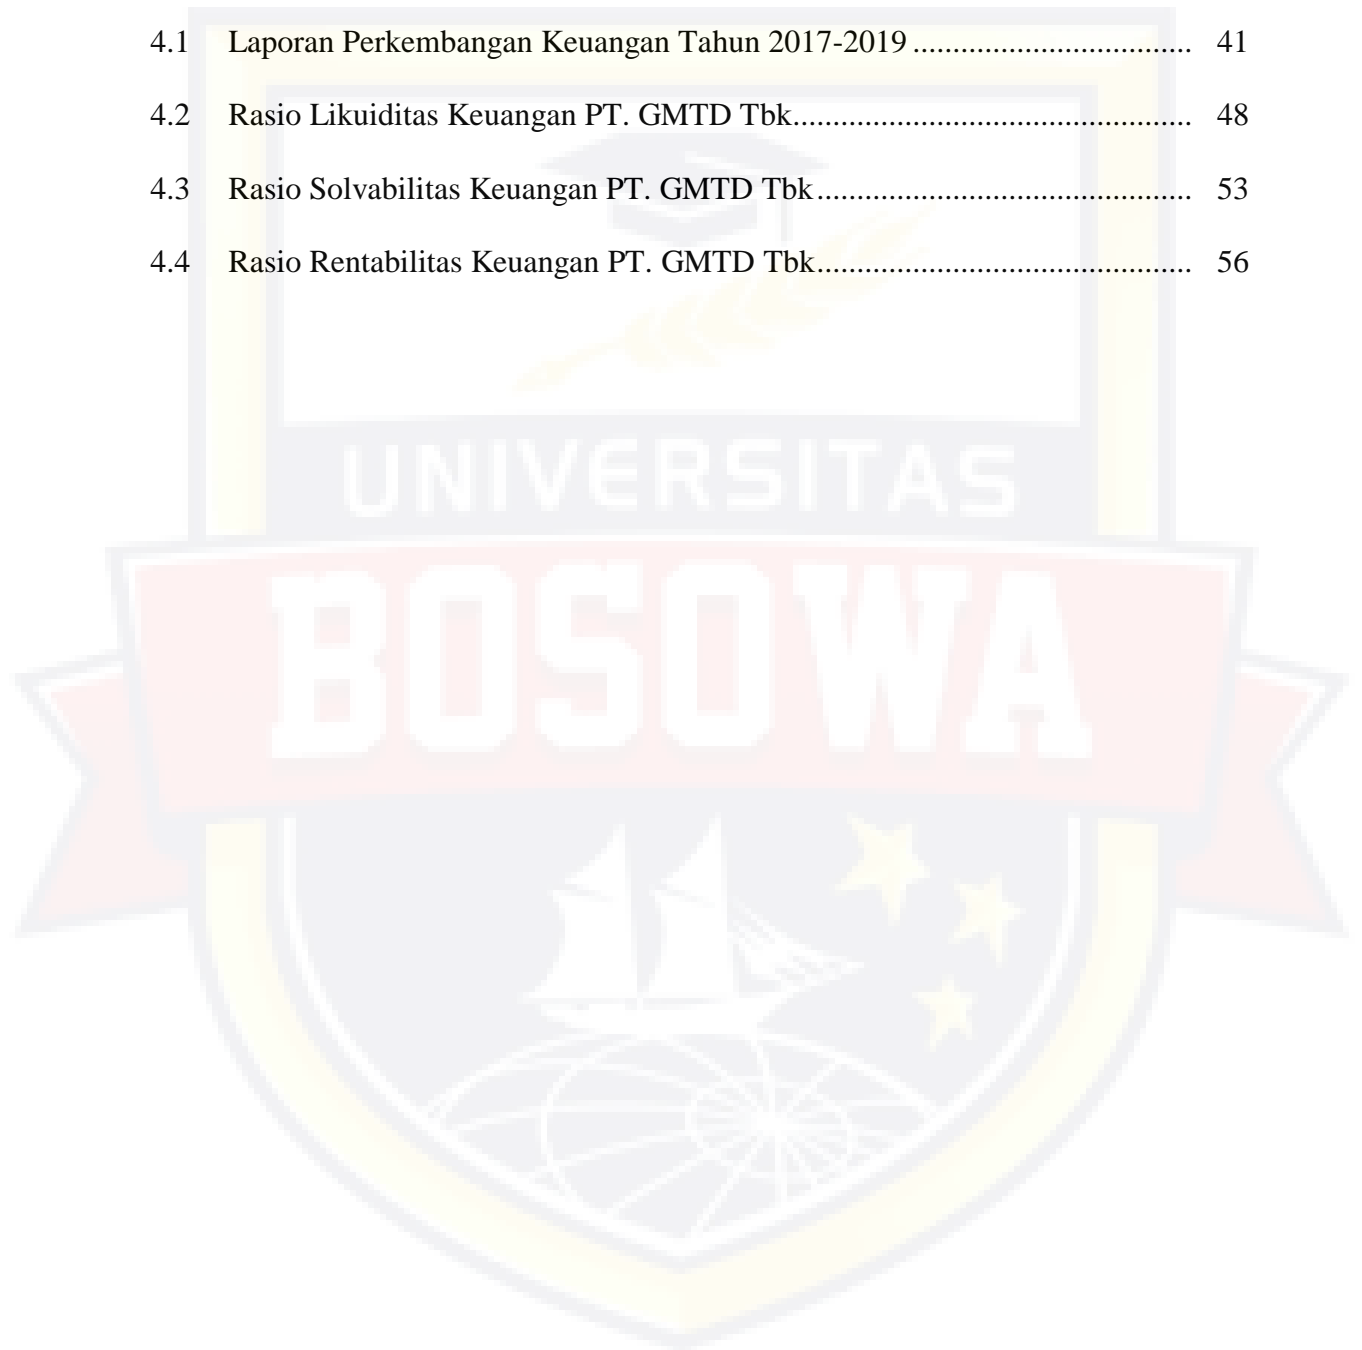 4.1 Laporan Perkembangan Keuangan Tahun 2017-2019 .................................. 41
4.2 Rasio Likuiditas Keuangan PT. GMTD Tbk................................................. 48
4.3 Rasio Solvabilitas Keuangan PT. GMTD Tbk.............................................. 53
4.4 Rasio Rentabilitas Keuangan PT. GMTD Tbk.............................................. 56
UNIVERSITAS
BOSOWA